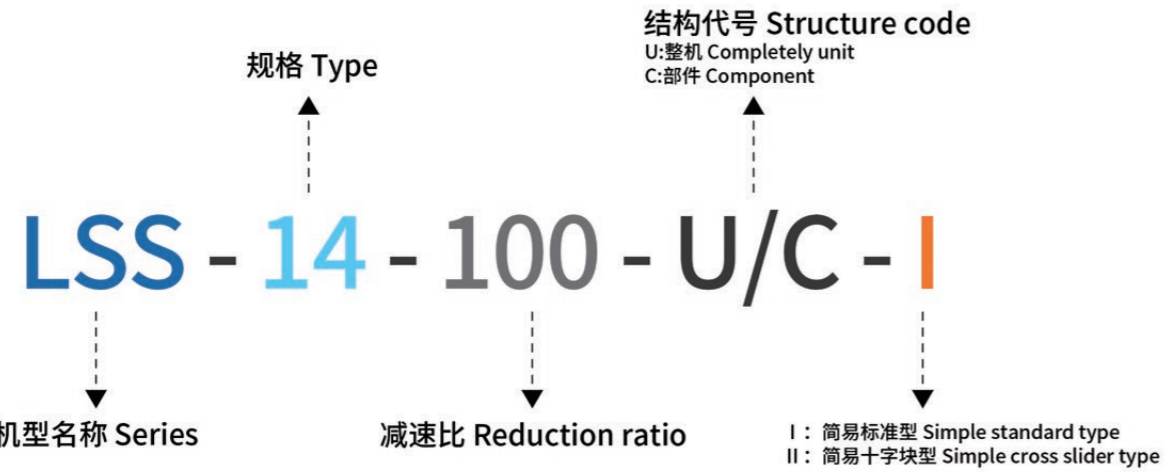 结构代号 Structure code
U:整机 Completely unit
C:部件 Component
规格 Type
LSS - 14 - 100 - U/C - I
机型名称 Series
减速比 Reduction ratio
I：简易标准型 Simple standard type
II：简易十字块型 Simple cross slider type